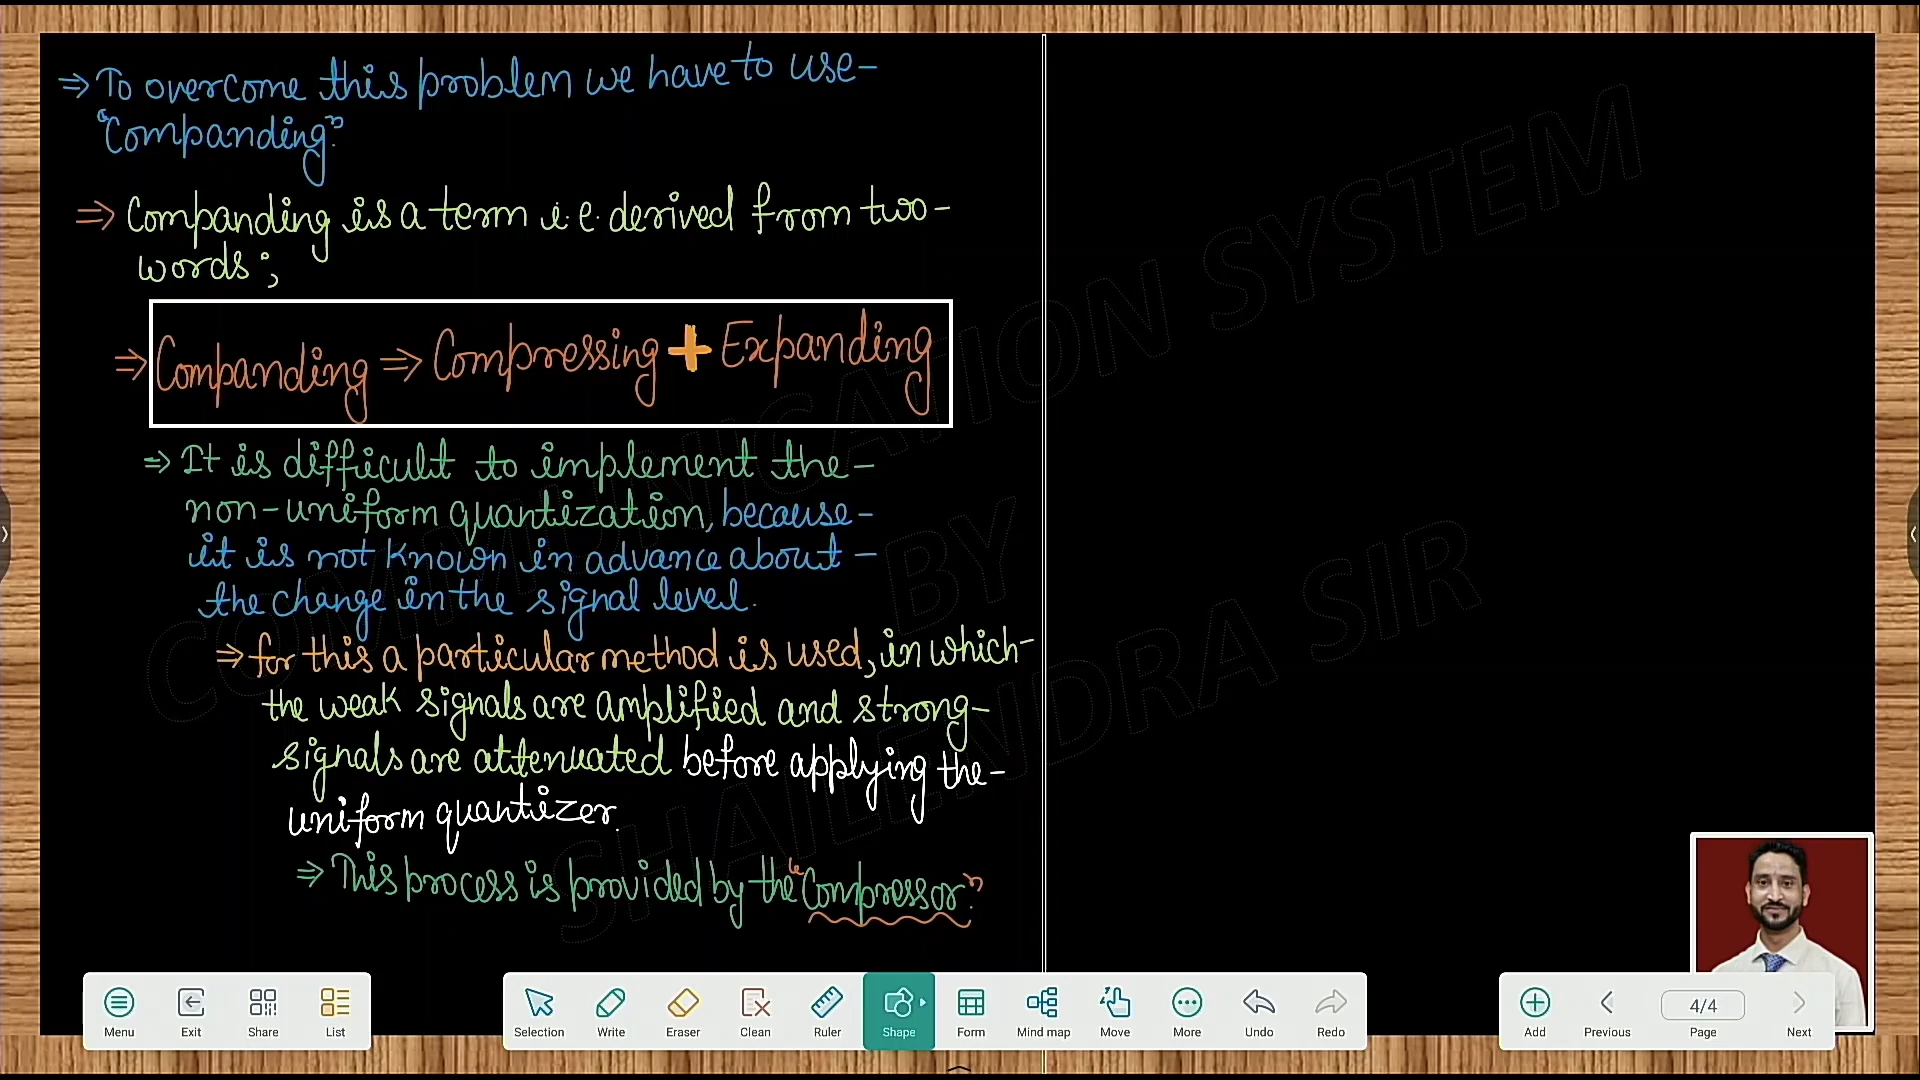 ⇒ To overcome this problem we have to use-
"Companding."
⇒ Companding is a term i.e. derived from two-
words:,
⇒ Companding ⇒ Compressing + Expanding
⇒ It is difficult to implement the-
non-uniform quantization, because-
it is not known in advance about-
the change in the signal level.
⇒ for this a particular method is used, in which-
the weak signals are amplified and strong-
signals are attenuated before applying the-
uniform quantizer.
⇒ This process is provided by the "Compressor."
COMMUNICATION SYSTEM
BY
SHAILENDRA SIR
Menu Exit Share List
Selection Write Eraser Clean Ruler Shape Form Mind map Move More Undo Redo
4/4
Add Previous Page Next